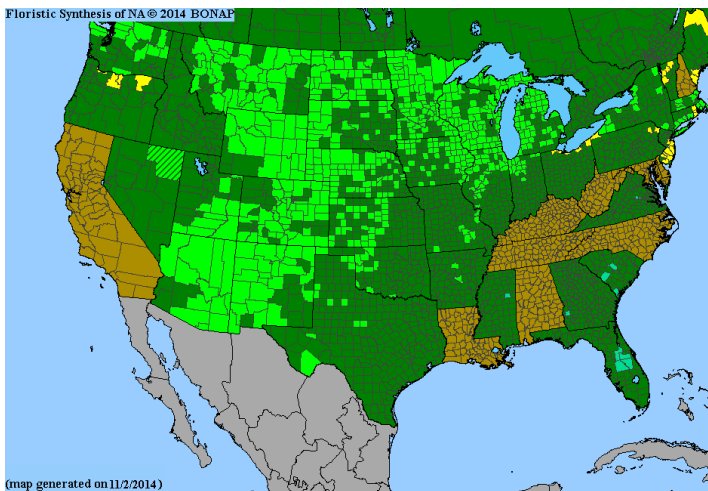 Floristic Synthesis of NA © 2014 BONAP
(map generated on 11/2/2014)